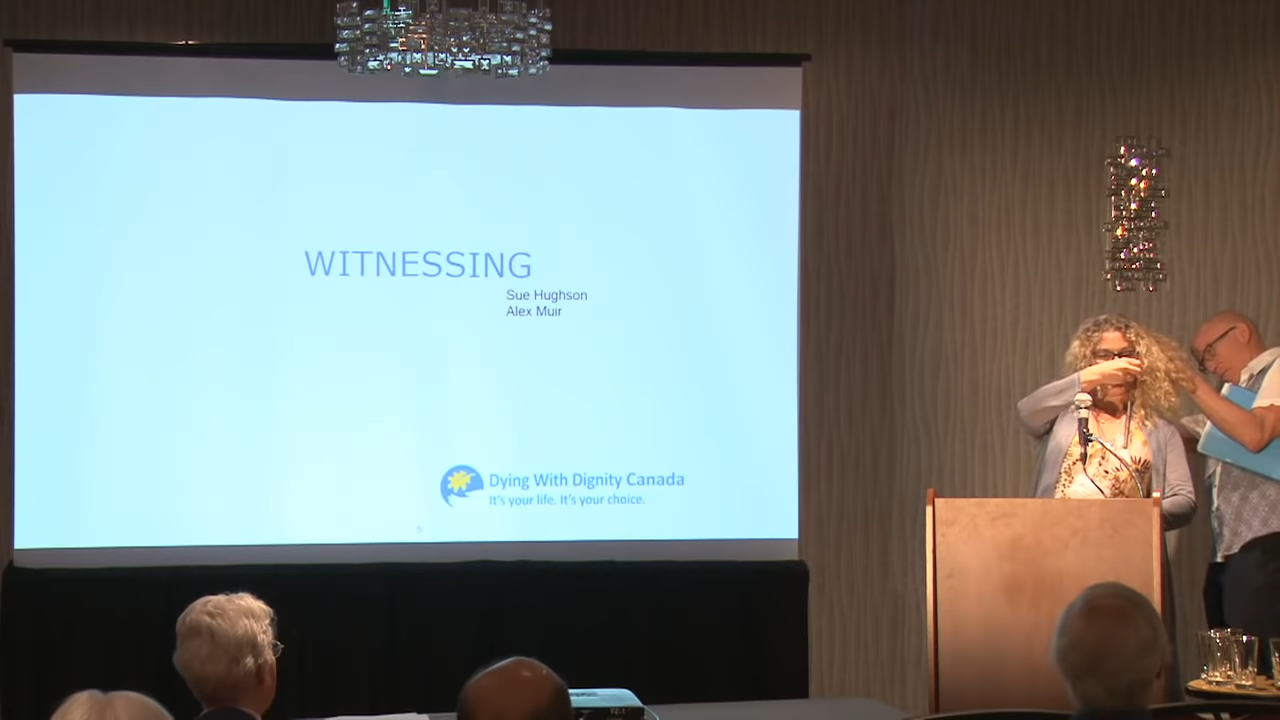 WITNESSING
Sue Hughson
Alex Muir
Dying With Dignity Canada
It's your life. It's your choice.